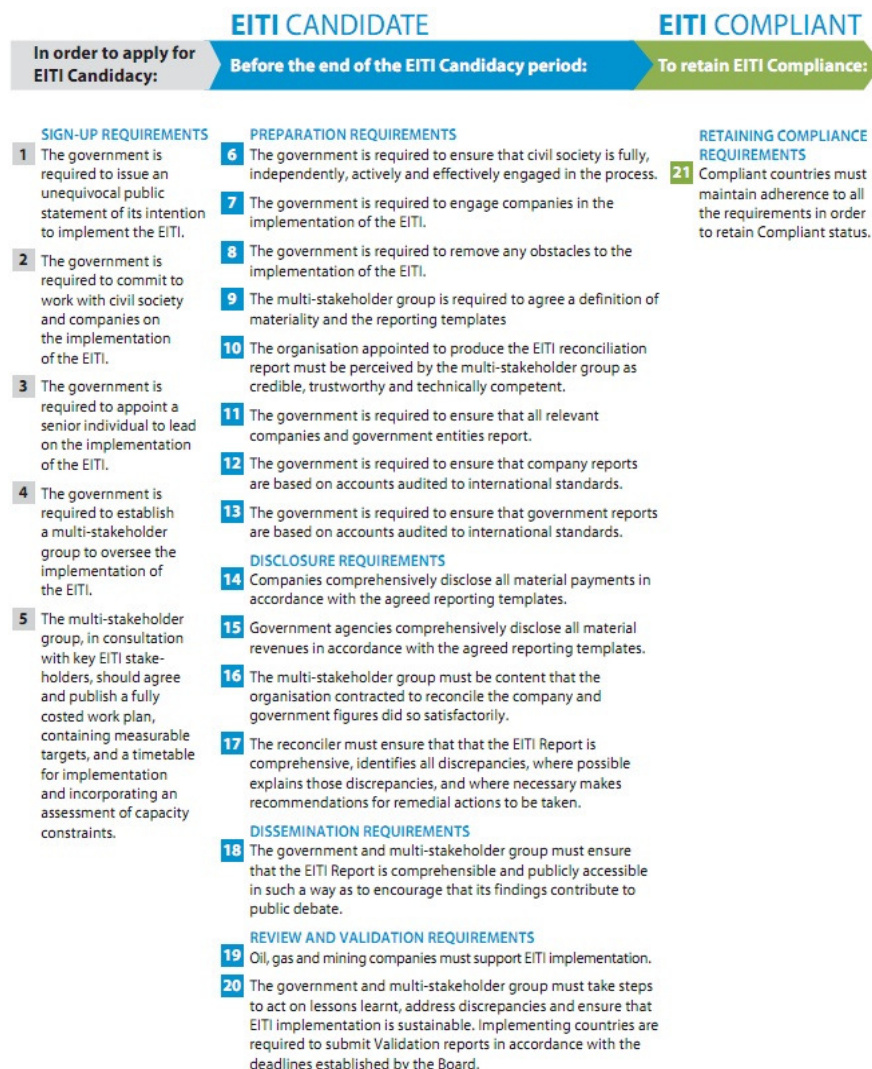 EITI CANDIDATE
EITI COMPLIANT
In order to apply for
EITI Candidacy:
Before the end of the EITI Candidacy period:
To retain EITI Compliance:
SIGN-UP REQUIREMENTS
1 The government is
required to issue an
unequivocal public
statement of its intention
to implement the EITI.
2 The government is
required to commit to
work with civil society
and companies on
the implementation
of the EITI.
3 The government is
required to appoint a
senior individual to lead
on the implementation
of the EITI.
4 The government is
required to establish
a multi-stakeholder
group to oversee the
implementation of
the EITI.
5 The multi-stakeholder
group, in consultation
with key EITI stake-
holders, should agree
and publish a fully
costed work plan,
containing measurable
targets, and a timetable
for implementation
and incorporating an
assessment of capacity
constraints.
PREPARATION REQUIREMENTS
6 The government is required to ensure that civil society is fully,
independently, actively and effectively engaged in the process.
7 The government is required to engage companies in the
implementation of the EITI.
8 The government is required to remove any obstacles to the
implementation of the EITI.
9 The multi-stakeholder group is required to agree a definition of
materiality and the reporting templates
10 The organisation appointed to produce the EITI reconciliation
report must be perceived by the multi-stakeholder group as
credible, trustworthy and technically competent.
11 The government is required to ensure that all relevant
companies and government entities report.
12 The government is required to ensure that company reports
are based on accounts audited to international standards.
13 The government is required to ensure that government reports
are based on accounts audited to international standards.
DISCLOSURE REQUIREMENTS
14 Companies comprehensively disclose all material payments in
accordance with the agreed reporting templates.
15 Government agencies comprehensively disclose all material
revenues in accordance with the agreed reporting templates.
16 The multi-stakeholder group must be content that the
organisation contracted to reconcile the company and
government figures did so satisfactorily.
17 The reconciler must ensure that that the EITI Report is
comprehensive, identifies all discrepancies, where possible
explains those discrepancies, and where necessary makes
recommendations for remedial actions to be taken.
DISSEMINATION REQUIREMENTS
18 The government and multi-stakeholder group must ensure
that the EITI Report is comprehensible and publicly accessible
in such a way as to encourage that its findings contribute to
public debate.
REVIEW AND VALIDATION REQUIREMENTS
19 Oil, gas and mining companies must support EITI implementation.
20 The government and multi-stakeholder group must take steps
to act on lessons learnt, address discrepancies and ensure that
EITI implementation is sustainable. Implementing countries are
required to submit Validation reports in accordance with the
deadlines established by the Board.
RETAINING COMPLIANCE
REQUIREMENTS
21 Compliant countries must
maintain adherence to all
the requirements in order
to retain Compliant status.